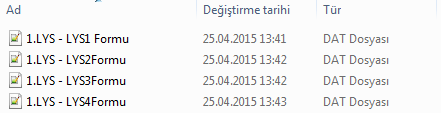 Ad Değiştirme tarihi Tür
1.LYS - LYS1 Formu 25.04.2015 13:41 DAT Dosyası
1.LYS - LYS2Formu 25.04.2015 13:42 DAT Dosyası
1.LYS - LYS3Formu 25.04.2015 13:42 DAT Dosyası
1.LYS - LYS4Formu 25.04.2015 13:43 DAT Dosyası